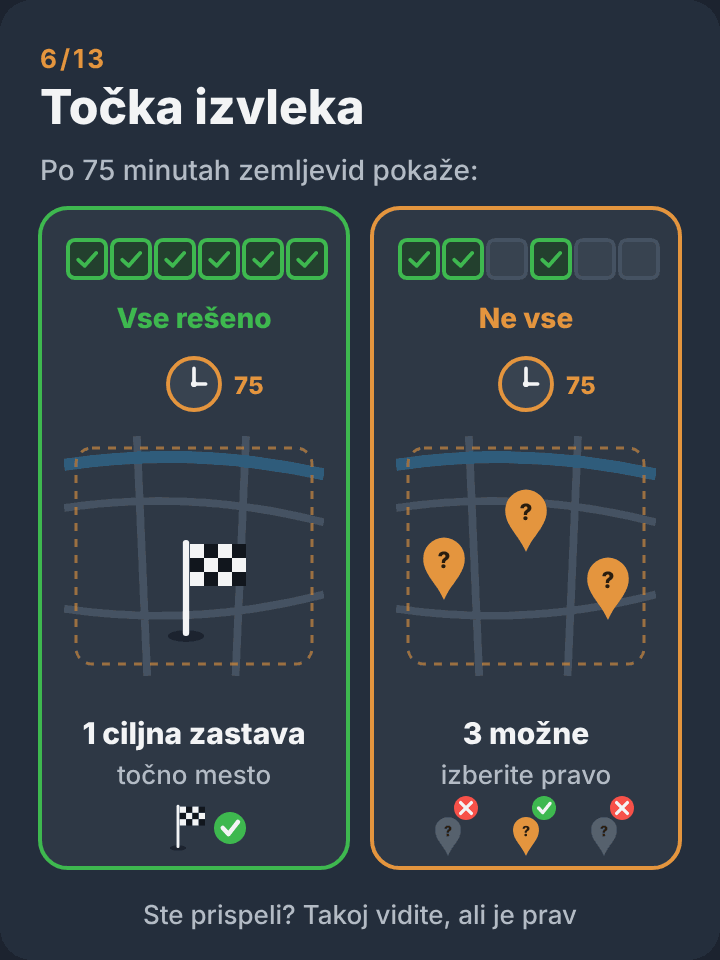 6/13
Točka izvleka
Po 75 minutah zemljevid pokaže:
Vse rešeno
75
1 ciljna zastava
točno mesto
Ne vse
75
?
?
?
3 možne
izberite pravo
? ? ?
Ste prispeli? Takoj vidite, ali je prav